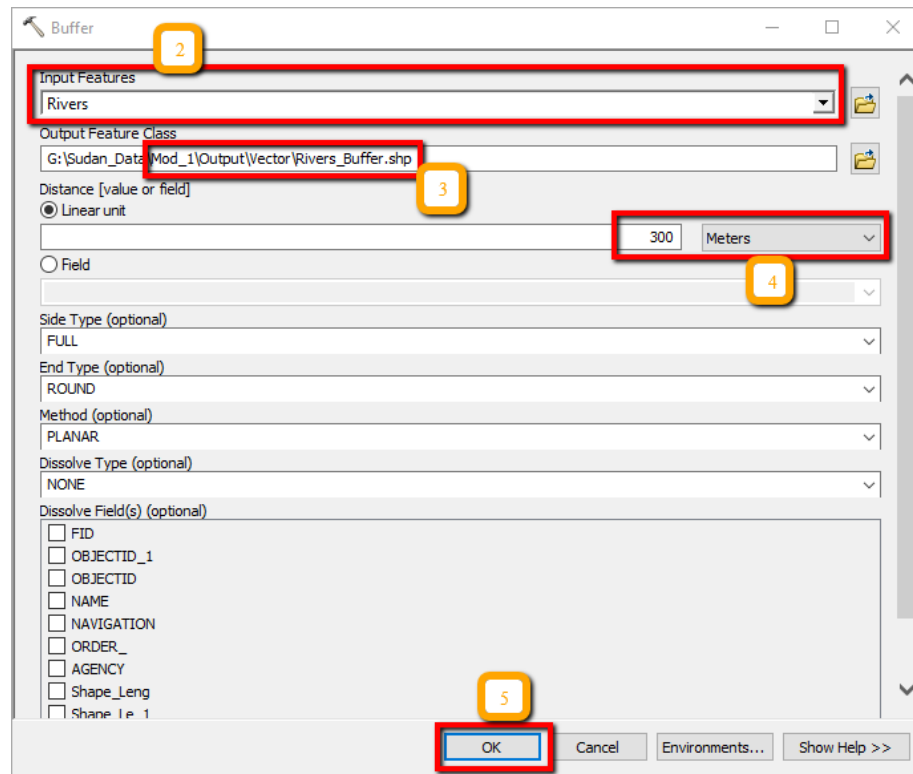 Buffer
2
Input Features
Rivers
Output Feature Class
G:\Sudan_Data\Mod_1\Output\Vector\Rivers_Buffer.shp
3
Distance [value or field]
Linear unit
300 Meters
4
Field
Side Type (optional)
FULL
End Type (optional)
ROUND
Method (optional)
PLANAR
Dissolve Type (optional)
NONE
Dissolve Field(s) (optional)
FID
OBJECTID_1
OBJECTID
NAME
NAVIGATION
ORDER_
AGENCY
Shape_Leng
Shape_Le_1
5
OK Cancel Environments... Show Help >>